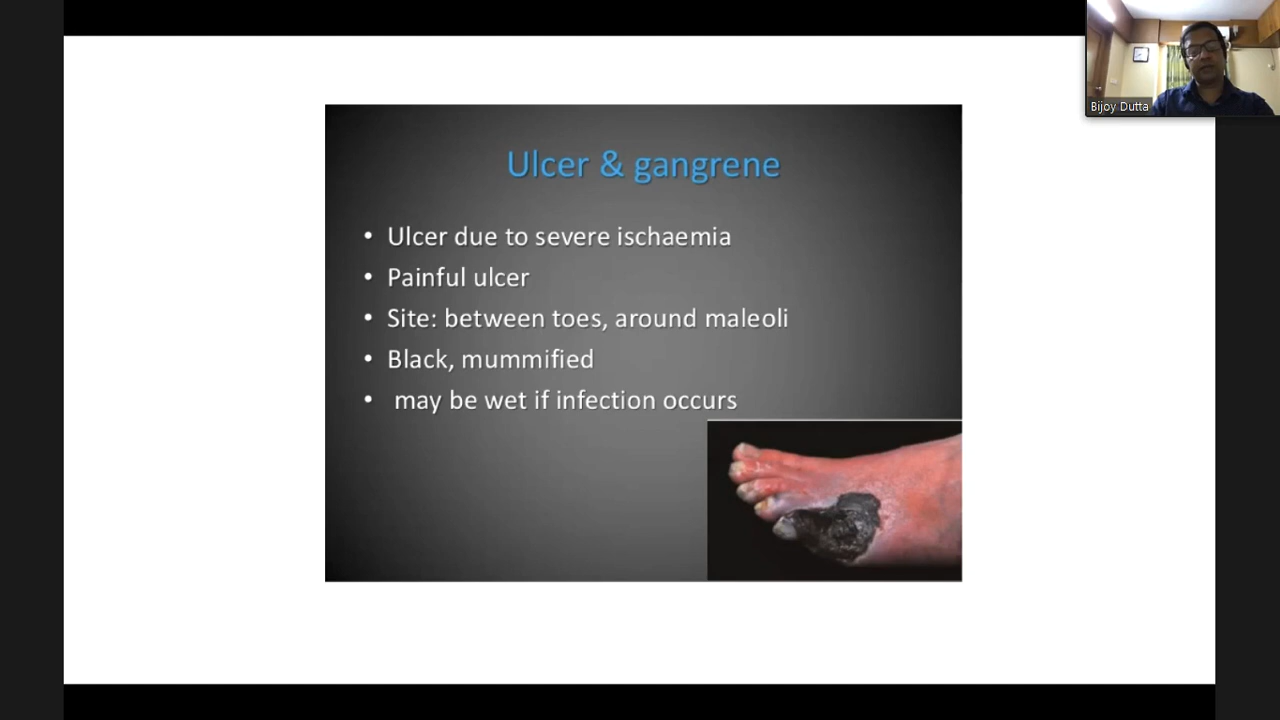 Bijoy Dutta
Ulcer & gangrene
• Ulcer due to severe ischaemia
• Painful ulcer
• Site: between toes, around maleoli
• Black, mummified
• may be wet if infection occurs